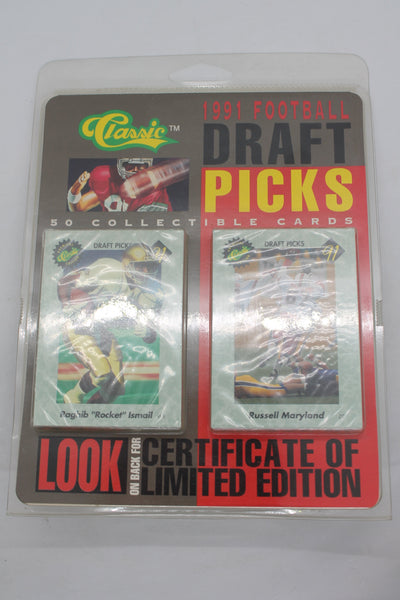 Classic™
1991 FOOTBALL
DRAFT
PICKS
50 COLLECTIBLE CARDS
DRAFT PICKS
Raghib "Rocket" Ismail
DRAFT PICKS
Russell Maryland
LOOK ON BACK FOR
CERTIFICATE OF
LIMITED EDITION